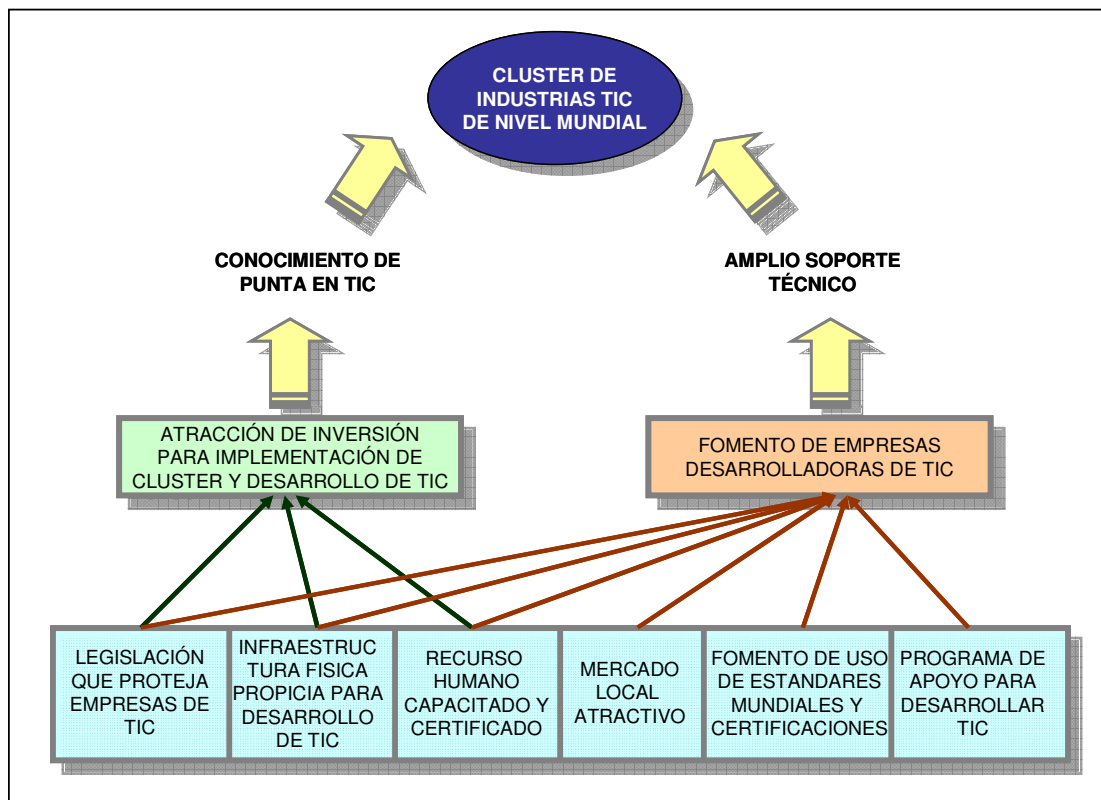 CLUSTER DE
INDUSTRIAS TIC
DE NIVEL MUNDIAL
CONOCIMIENTO DE
PUNTA EN TIC
AMPLIO SOPORTE
TÉCNICO
ATRACCIÓN DE INVERSIÓN
PARA IMPLEMENTACIÓN DE
CLUSTER Y DESARROLLO DE TIC
FOMENTO DE EMPRESAS
DESARROLLADORAS DE TIC
LEGISLACIÓN
QUE PROTEJA
EMPRESAS DE
TIC
INFRAESTRUC
TURA FISICA
PROPICIA PARA
DESARROLLO
DE TIC
RECURSO
HUMANO
CAPACITADO Y
CERTIFICADO
MERCADO
LOCAL
ATRACTIVO
FOMENTO DE USO
DE ESTANDARES
MUNDIALES Y
CERTIFICACIONES
PROGRAMA DE
APOYO PARA
DESARROLLAR
TIC